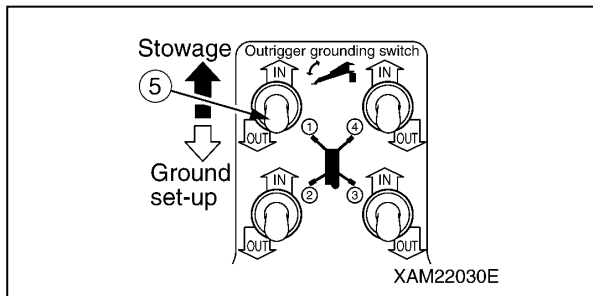 Stowage
Outrigger grounding switch
IN
IN
5
OUT
OUT
1
4
Ground
set-up
2
3
IN
IN
OUT
OUT
XAM22030E